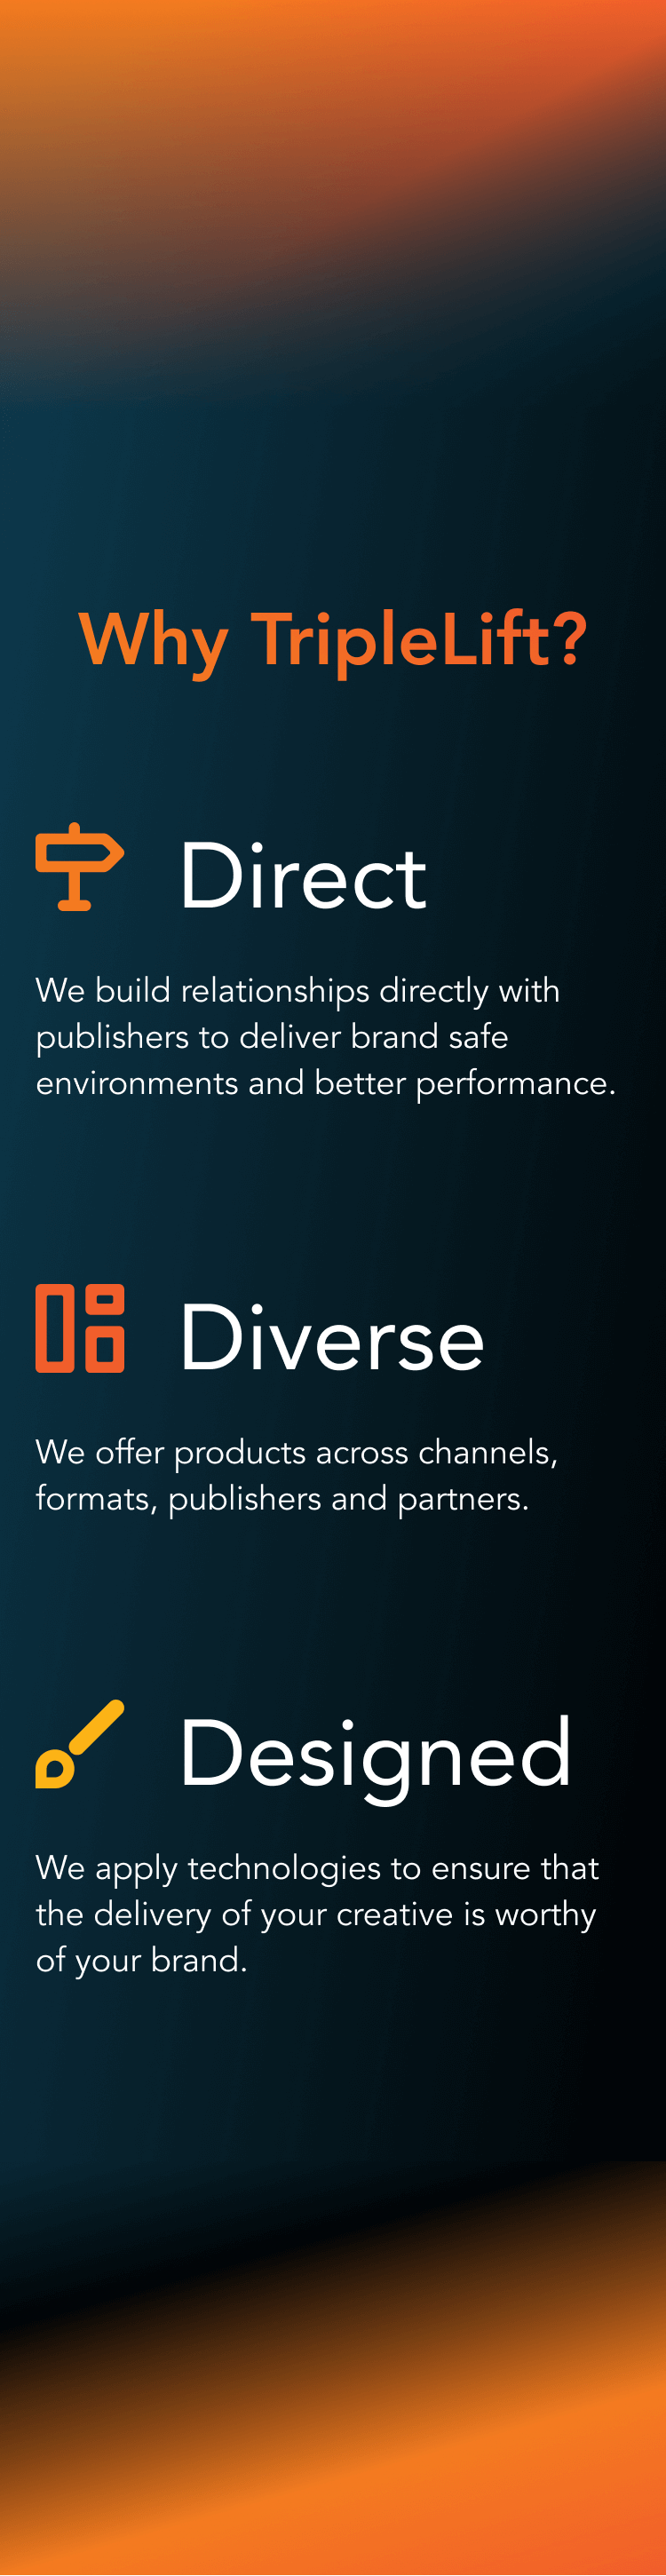 Why TripleLift?
Direct
We build relationships directly with
publishers to deliver brand safe
environments and better performance.
Diverse
We offer products across channels,
formats, publishers and partners.
Designed
We apply technologies to ensure that
the delivery of your creative is worthy
of your brand.